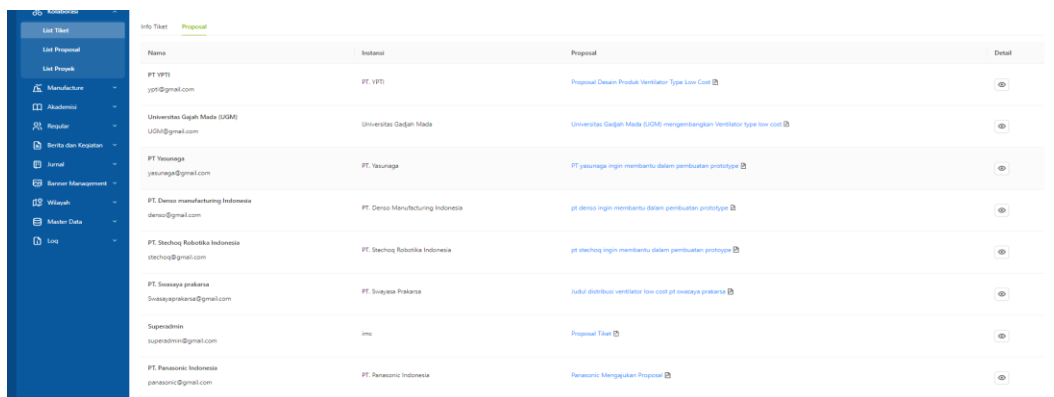 Kolaborasi
List Tiket
List Proposal
List Proyek
Manufacture
Akademisi
Regular
Berita dan Kegiatan
Jurnal
Banner Management
Wilayah
Master Data
Log
Info Tiket Proposal
Nama Instansi Proposal Detail
PT YPTI
ypti@gmail.com
PT. YPTI
Proposal Desain Produk Ventilator Type Low Cost
Universitas Gajah Mada (UGM)
UGM@gmail.com
Universitas Gadjah Mada
Universitas Gadjah Mada (UGM) mengembangkan Ventilator type low cost
PT Yasunaga
yasunaga@gmail.com
PT. Yasunaga
PT yasunaga ingin membantu dalam pembuatan prototype
PT. Denso manufacturing Indonesia
denso@gmail.com
PT. Denso Manufacturing Indonesia
pt denso ingin membantu dalam pembuatan prototype
PT. Stechoq Robotika Indonesia
stechoq@gmail.com
PT. Stechoq Robotika Indonesia
pt stechoq ingin membantu dalam pembuatan protoype
PT. Swasaya prakarsa
Swasayaprakarsa@gmail.com
PT. Swayasa Prakarsa
Judul distribusi ventilator low cost pt swasaya prakarsa
Superadmin
superadmin@gmail.com
imc
Proposal Tiket
PT. Panasonic Indonesia
panasonic@gmail.com
PT. Panasonic Indonesia
Panasonic Mengajukan Proposal